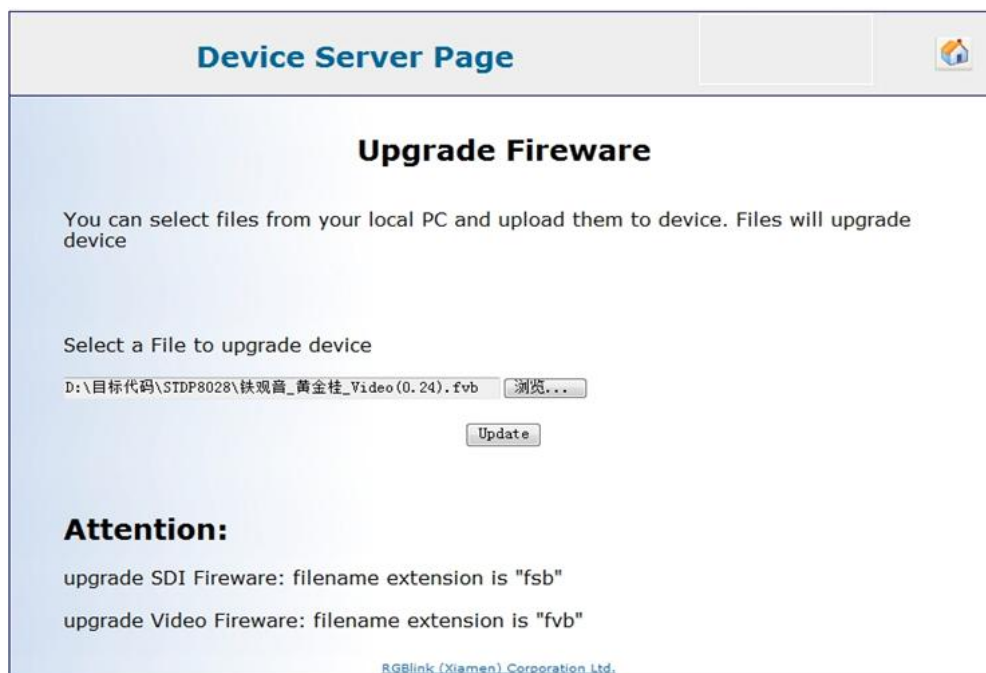 Device Server Page
Upgrade Fireware
You can select files from your local PC and upload them to device. Files will upgrade
device
Select a File to upgrade device
D:\目标代码\STDP8028\铁观音_黄金桂_Video(0.24).fvb 浏览...
Update
Attention:
upgrade SDI Fireware: filename extension is "fsb"
upgrade Video Fireware: filename extension is "fvb"
RGBlink (Xiamen) Corporation Ltd.